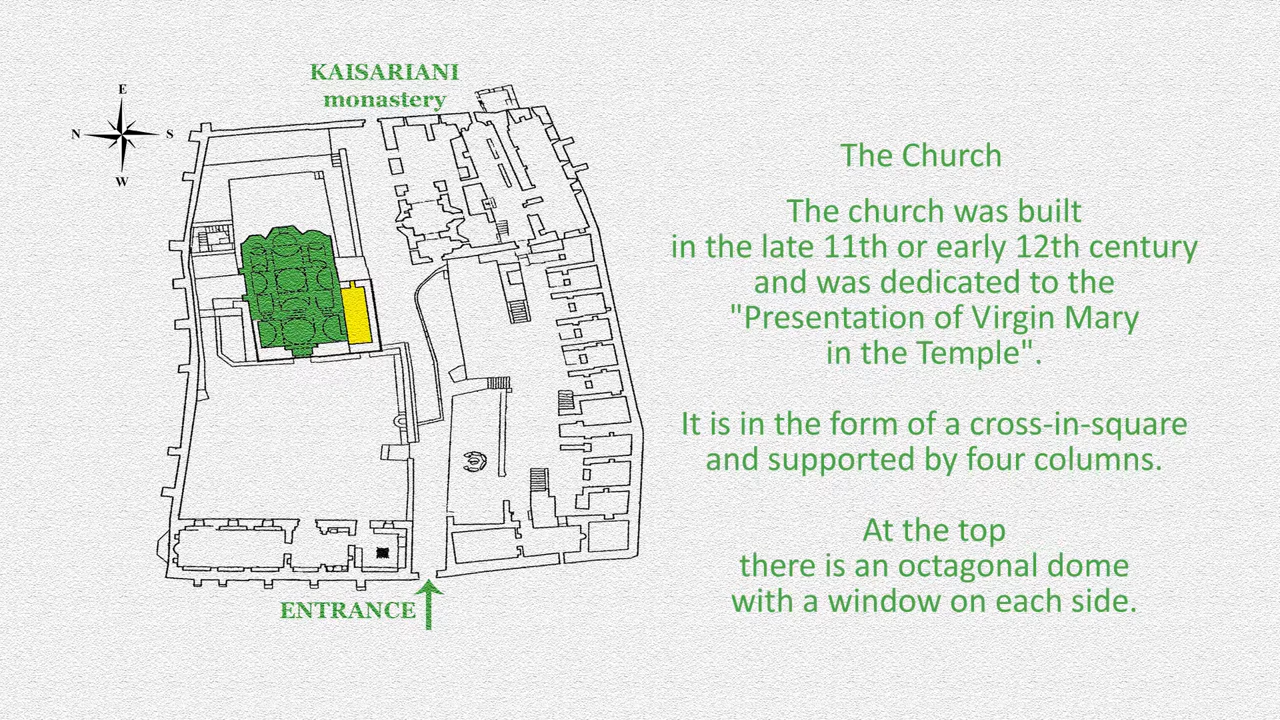 KAISARIANI
monastery
E
N
S
W
ENTRANCE
The Church
The church was built
in the late 11th or early 12th century
and was dedicated to the
"Presentation of Virgin Mary
in the Temple".
It is in the form of a cross-in-square
and supported by four columns.
At the top
there is an octagonal dome
with a window on each side.